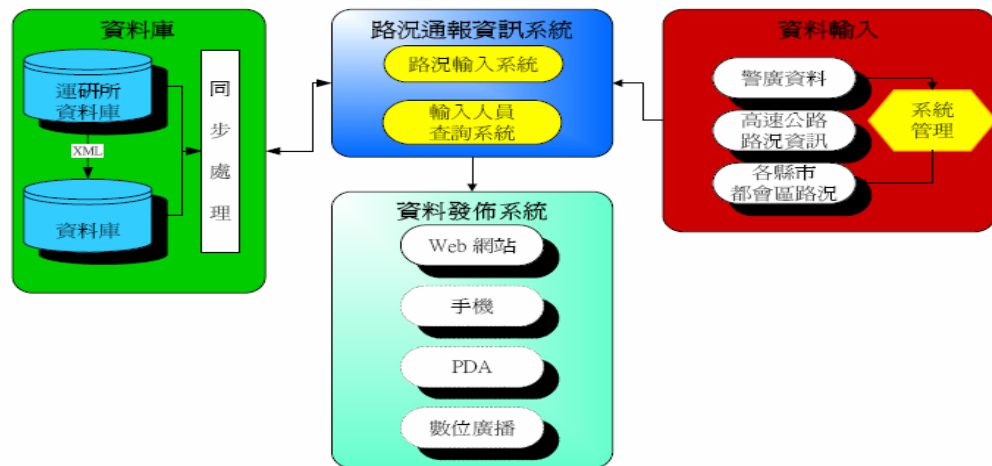 資料庫
運研所
資料庫
XML
資料庫
同
步
處
理
路況通報資訊系統
路況輸入系統
輸入人員
查詢系統
資料輸入
警廣資料
高速公路
路況資訊
各縣市
都會區路況
系統
管理
資料發佈系統
Web 網站
手機
PDA
數位廣播